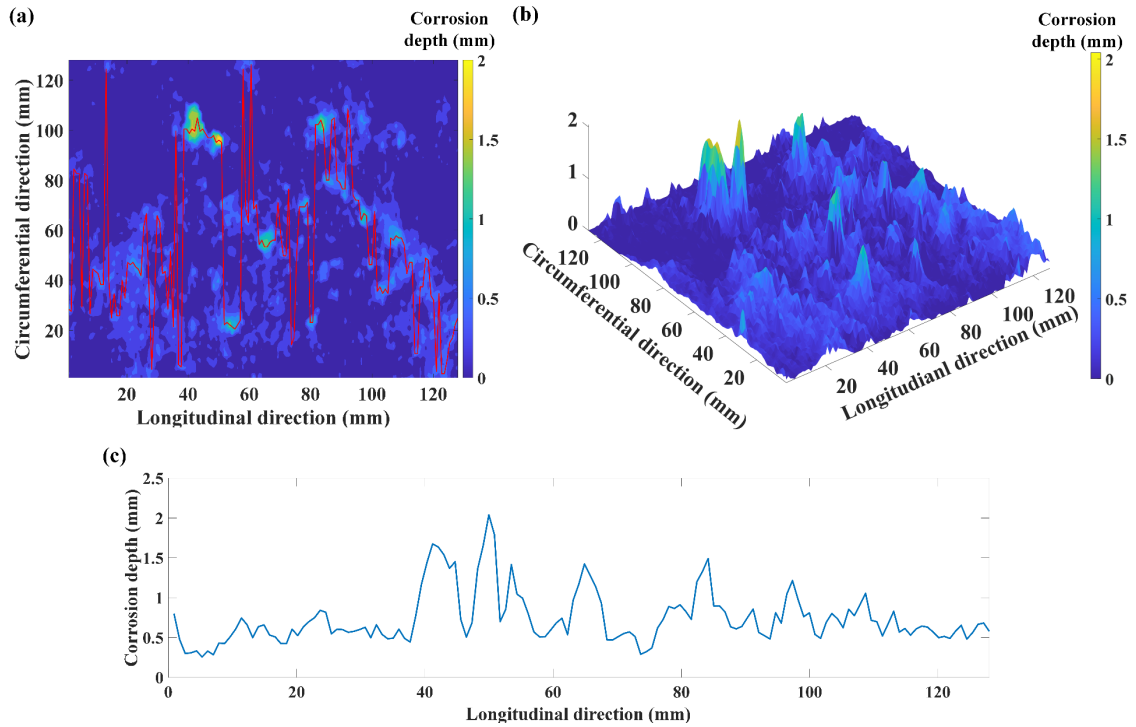 (a)
Corrosion
depth (mm)
Circumferential direction (mm)
120
100
80
60
40
20
20 40 60 80 100 120
Longitudinal direction (mm)
2
1.5
1
0.5
0
(b)
Corrosion
depth (mm)
2
1
0
120
100
80
60
40
20
Circumferential direction (mm)
20
40
60
80
100
120
Longitudianl direction (mm)
2
1.5
1
0.5
0
(c)
Corrosion depth (mm)
2.5
2
1.5
1
0.5
0
0 20 40 60 80 100 120
Longitudinal direction (mm)